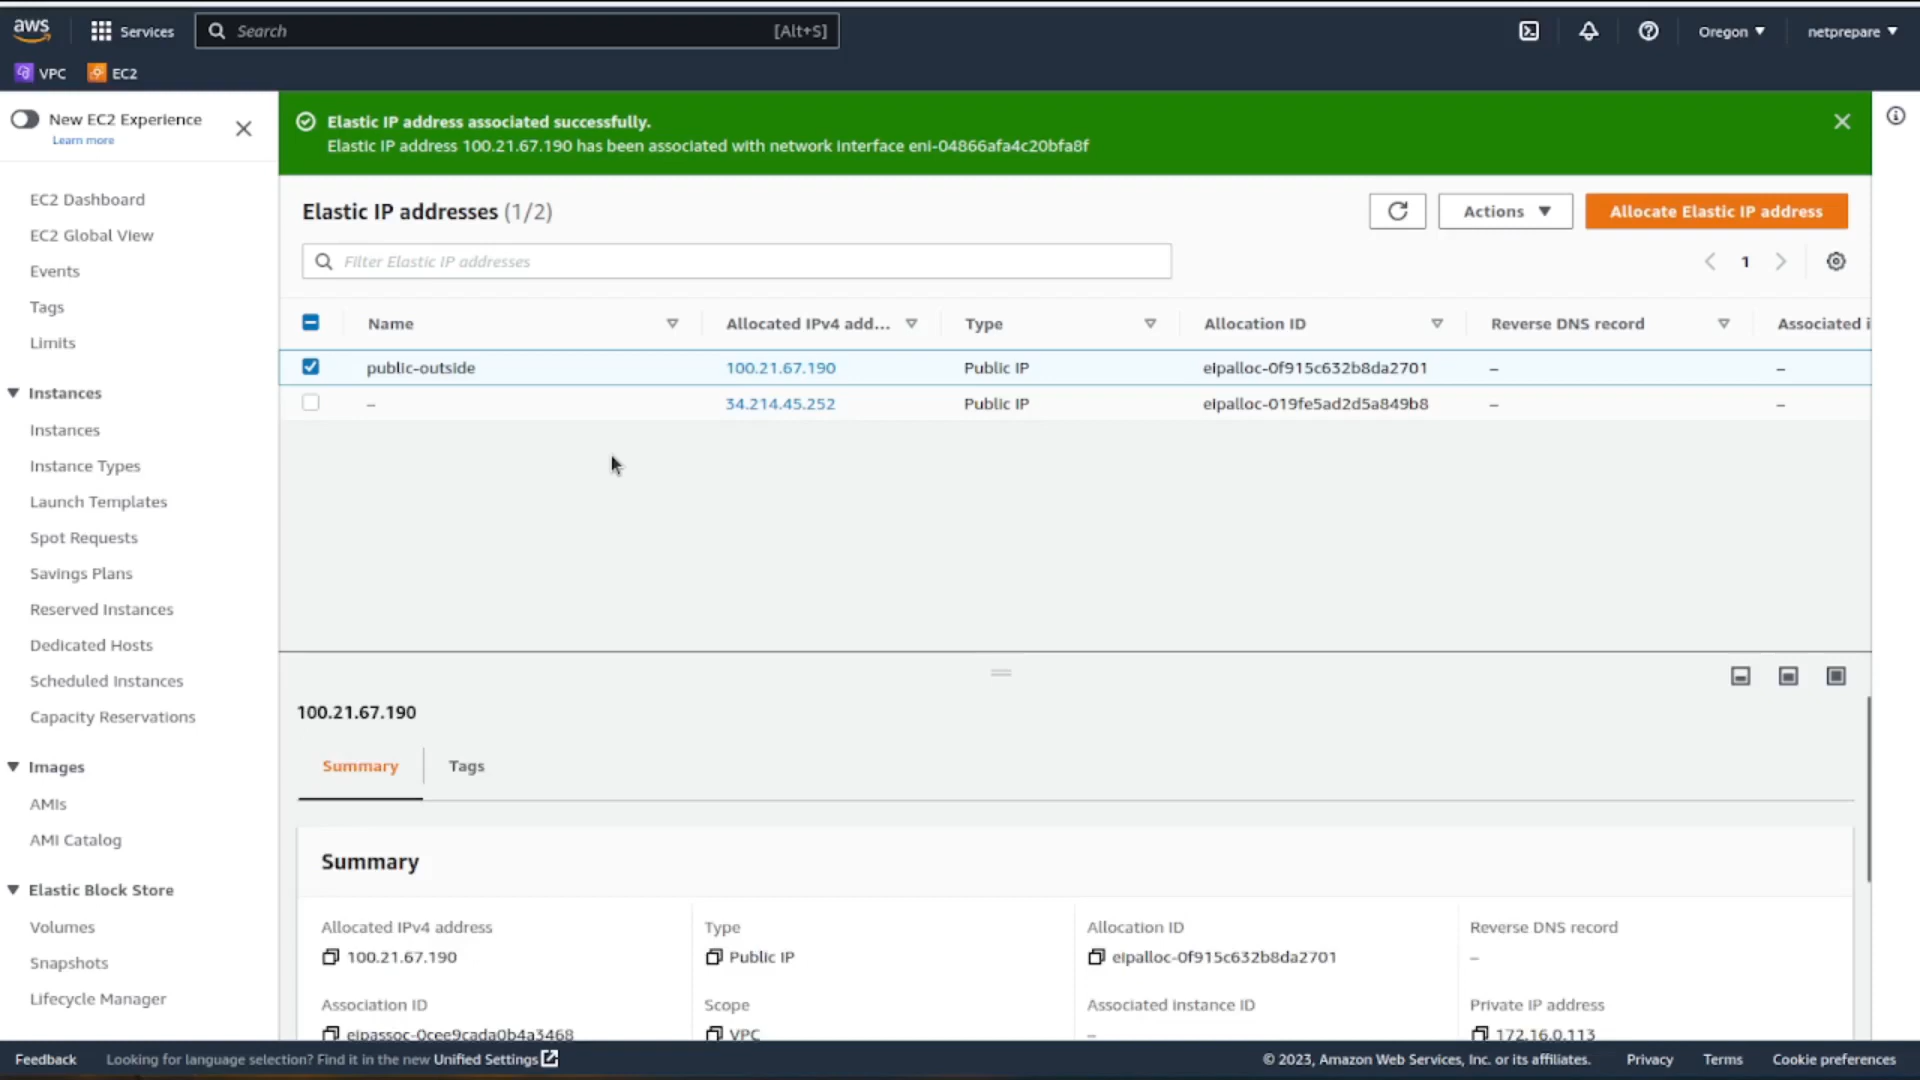 aws
Services
Search
[Alt+S]
Oregon ▼
netprepare ▼
VPC
EC2
New EC2 Experience
Learn more
Elastic IP address associated successfully.
Elastic IP address 100.21.67.190 has been associated with network interface eni-04866afa4c20bfa8f
EC2 Dashboard
EC2 Global View
Events
Tags
Limits
Instances
Instances
Instance Types
Launch Templates
Spot Requests
Savings Plans
Reserved Instances
Dedicated Hosts
Scheduled Instances
Capacity Reservations
Images
AMIs
AMI Catalog
Elastic Block Store
Volumes
Snapshots
Lifecycle Manager
Elastic IP addresses (1/2)
Actions ▼
Allocate Elastic IP address
Filter Elastic IP addresses
1
Name Allocated IPv4 add... Type Allocation ID Reverse DNS record Associated i
public-outside 100.21.67.190 Public IP eipalloc-0f915c632b8da2701 – –
– 34.214.45.252 Public IP eipalloc-019fe5ad2d5a849b8 – –
100.21.67.190
Summary Tags
Summary
Allocated IPv4 address Type Allocation ID Reverse DNS record
100.21.67.190 Public IP eipalloc-0f915c632b8da2701 –
Association ID Scope Associated instance ID Private IP address
eipassoc-0cee9cada0b4a3468 VPC – 172.16.0.113
Feedback Looking for language selection? Find it in the new Unified Settings © 2023, Amazon Web Services, Inc. or its affiliates. Privacy Terms Cookie preferences